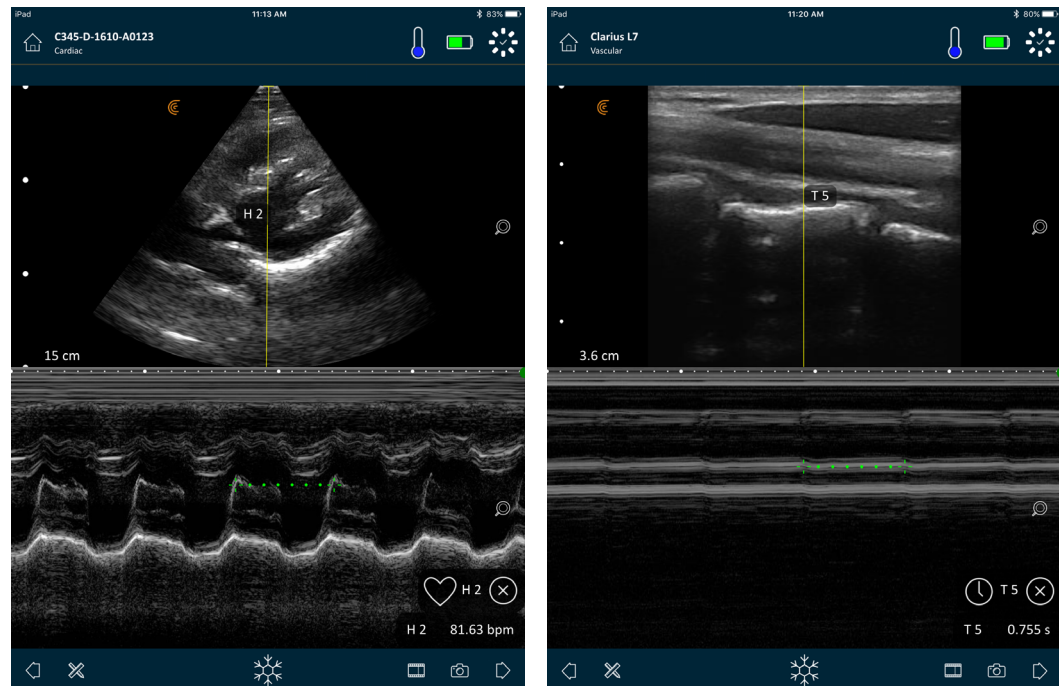 iPad 11:13 AM 83%
C345-D-1610-A0123
Cardiac
H 2
15 cm
H 2
H 2 81.63 bpm
iPad 11:20 AM 80%
Clarius L7
Vascular
T 5
3.6 cm
T 5
T 5 0.755 s